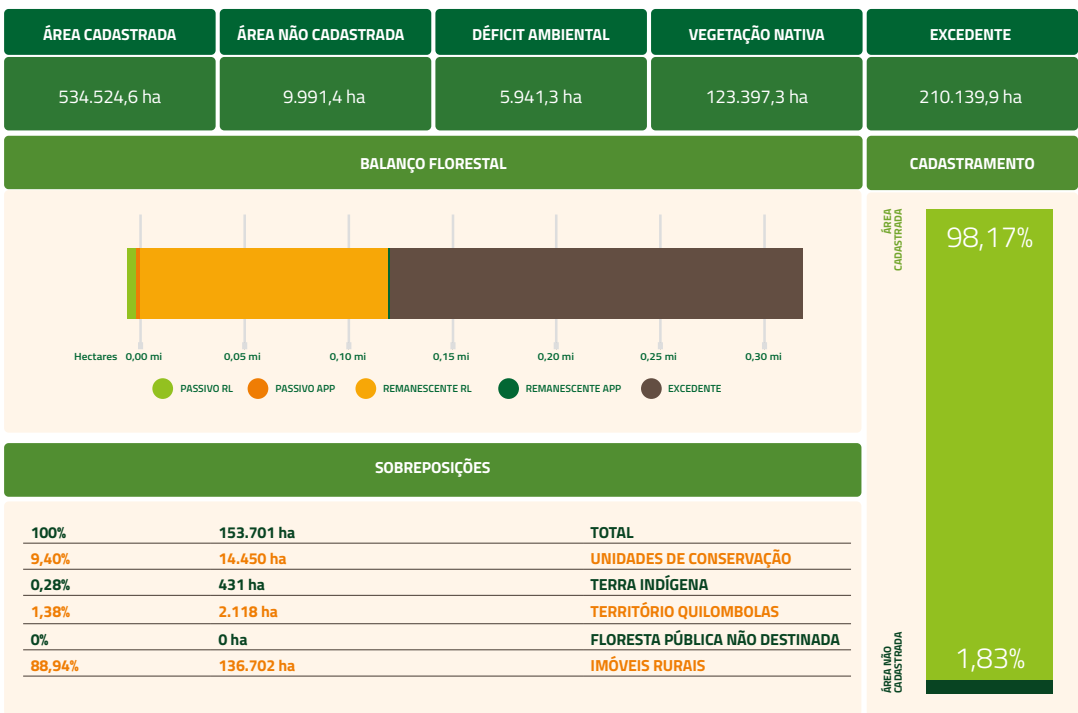 ÁREA CADASTRADA
ÁREA NÃO CADASTRADA
DÉFICIT AMBIENTAL
VEGETAÇÃO NATIVA
EXCEDENTE
534.524,6 ha
9.991,4 ha
5.941,3 ha
123.397,3 ha
210.139,9 ha
BALANÇO FLORESTAL
Hectares 0,00 mi 0,05 mi 0,10 mi 0,15 mi 0,20 mi 0,25 mi 0,30 mi
PASSIVO RL
PASSIVO APP
REMANESCENTE RL
REMANESCENTE APP
EXCEDENTE
CADASTRAMENTO
ÁREA
CADASTRADA
98,17%
ÁREA NÃO
CADASTRADA
1,83%
SOBREPOSIÇÕES
100% 153.701 ha TOTAL
9,40% 14.450 ha UNIDADES DE CONSERVAÇÃO
0,28% 431 ha TERRA INDÍGENA
1,38% 2.118 ha TERRITÓRIO QUILOMBOLAS
0% 0 ha FLORESTA PÚBLICA NÃO DESTINADA
88,94% 136.702 ha IMÓVEIS RURAIS